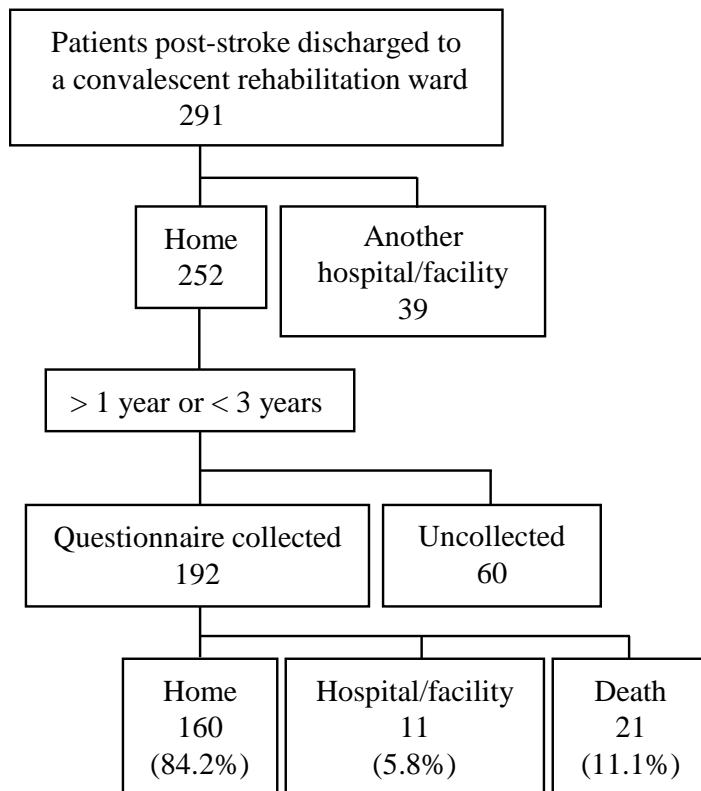 Patients post-stroke discharged to
a convalescent rehabilitation ward
291
Home
252
Another
hospital/facility
39
> 1 year or < 3 years
Questionnaire collected
192
Uncollected
60
Home
160
(84.2%)
Hospital/facility
11
(5.8%)
Death
21
(11.1%)